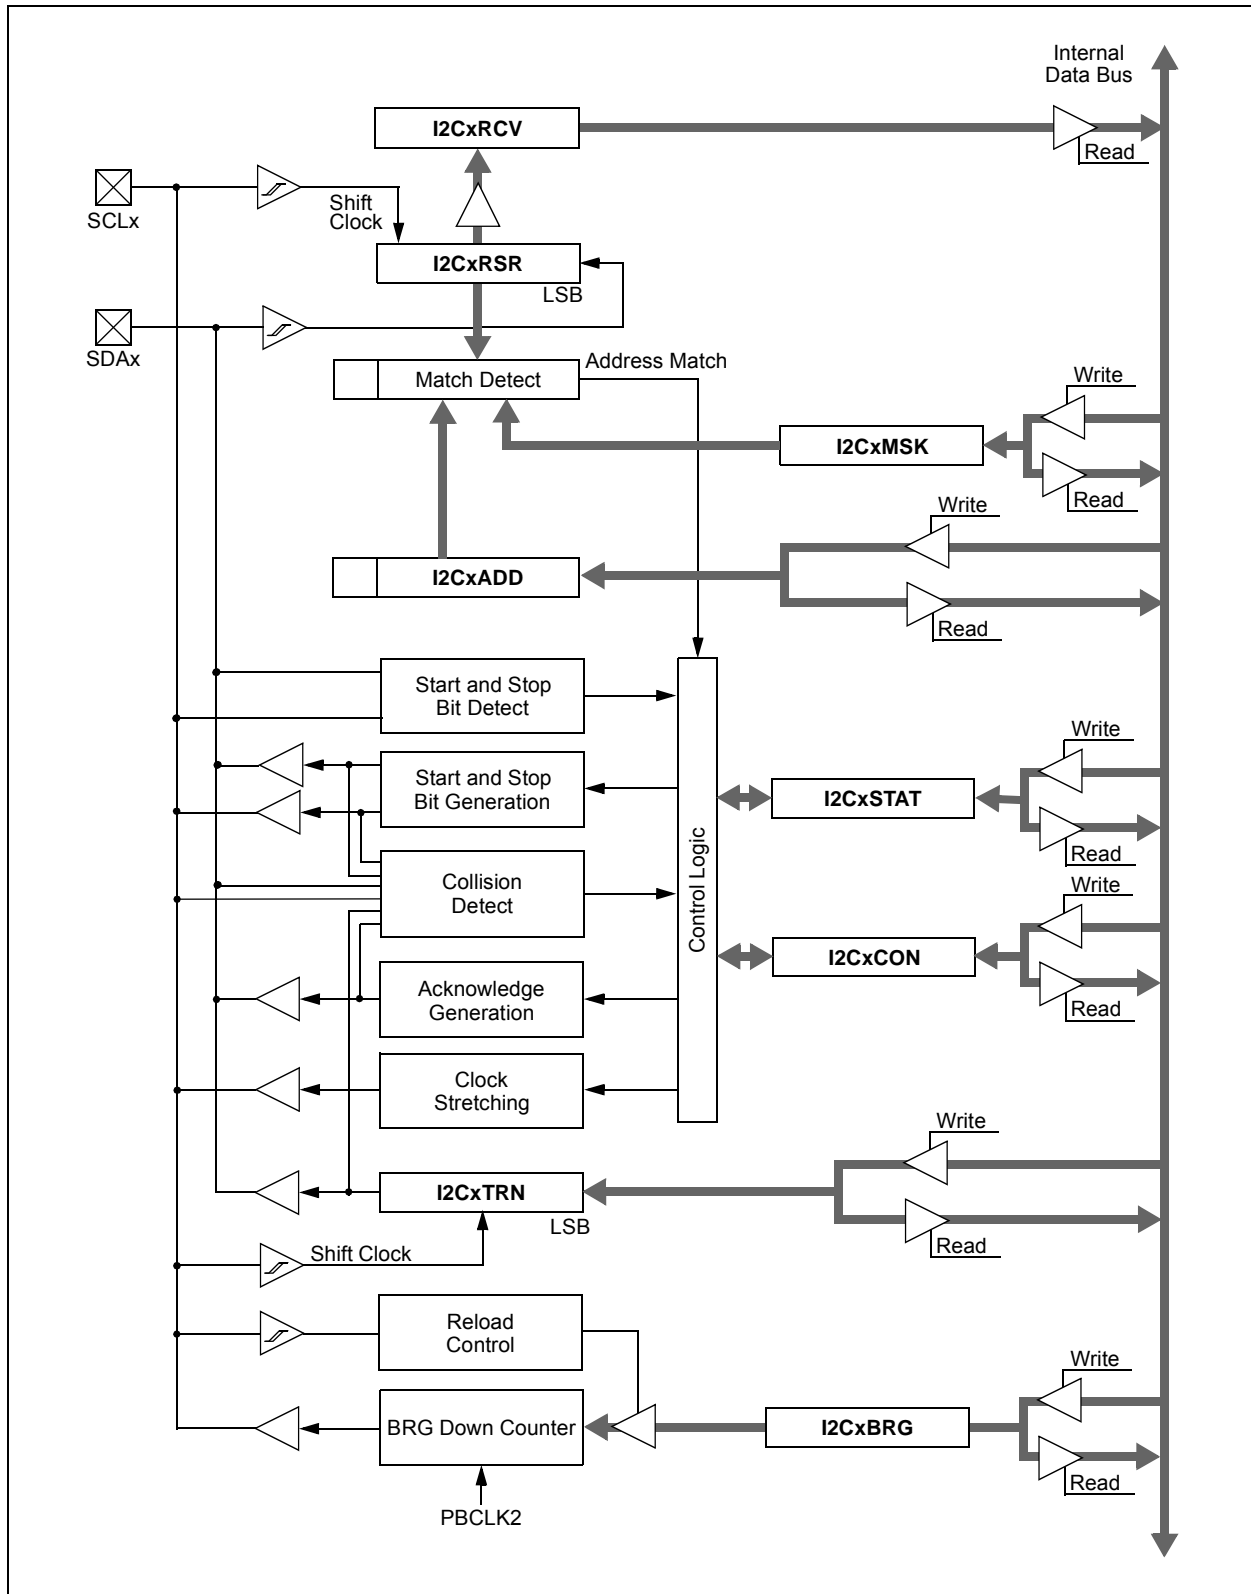 Internal
Data Bus
I2CxRCV
Read
SCLx
Shift
Clock
I2CxRSR
LSB
SDAx
Address Match
Match Detect
Write
I2CxMSK
Read
Write
I2CxADD
Read
Start and Stop
Bit Detect
Write
Start and Stop
Bit Generation
I2CxSTAT
Read
Control Logic
Collision
Detect
Write
I2CxCON
Read
Acknowledge
Generation
Clock
Stretching
Write
I2CxTRN
LSB
Read
Shift Clock
Reload
Control
Write
BRG Down Counter
I2CxBRG
Read
PBCLK2